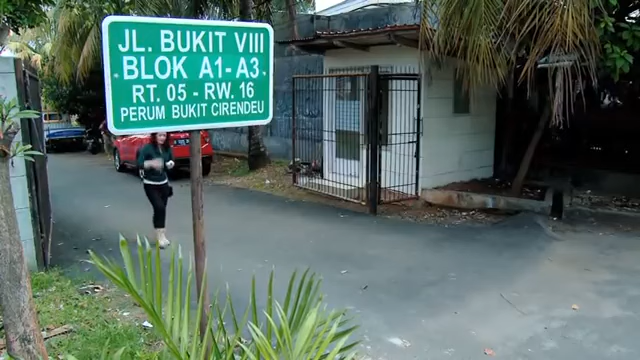 JL. BUKIT VIII
BLOK A1-A3
RT. 05 - RW. 16
PERUM BUKIT CIRENDEU